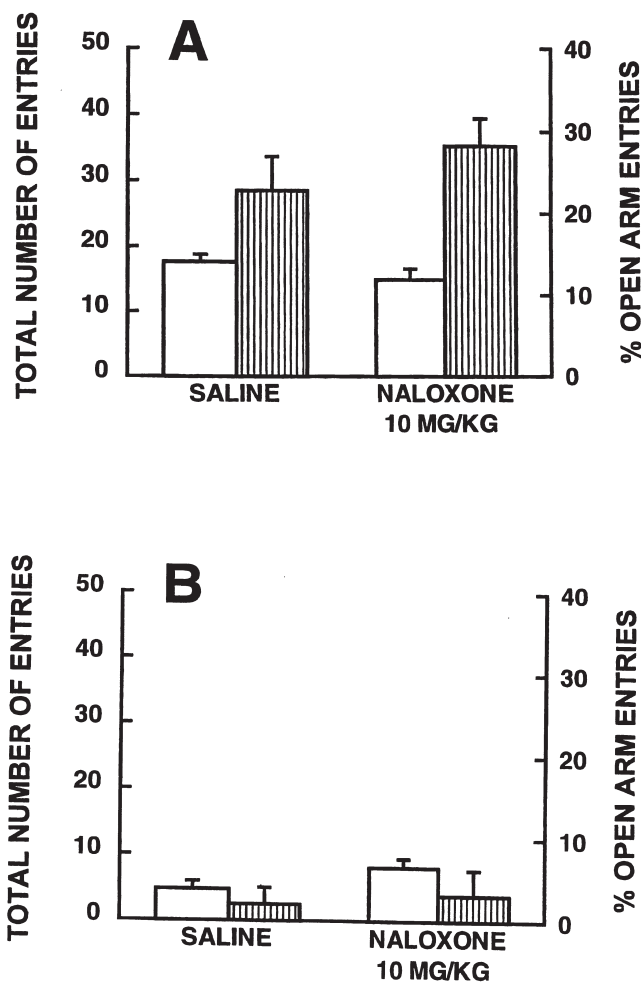 A
TOTAL NUMBER OF ENTRIES
50
40
30
20
10
0
% OPEN ARM ENTRIES
40
30
20
10
0
SALINE
NALOXONE
10 MG/KG
B
TOTAL NUMBER OF ENTRIES
50
40
30
20
10
0
% OPEN ARM ENTRIES
40
30
20
10
0
SALINE
NALOXONE
10 MG/KG